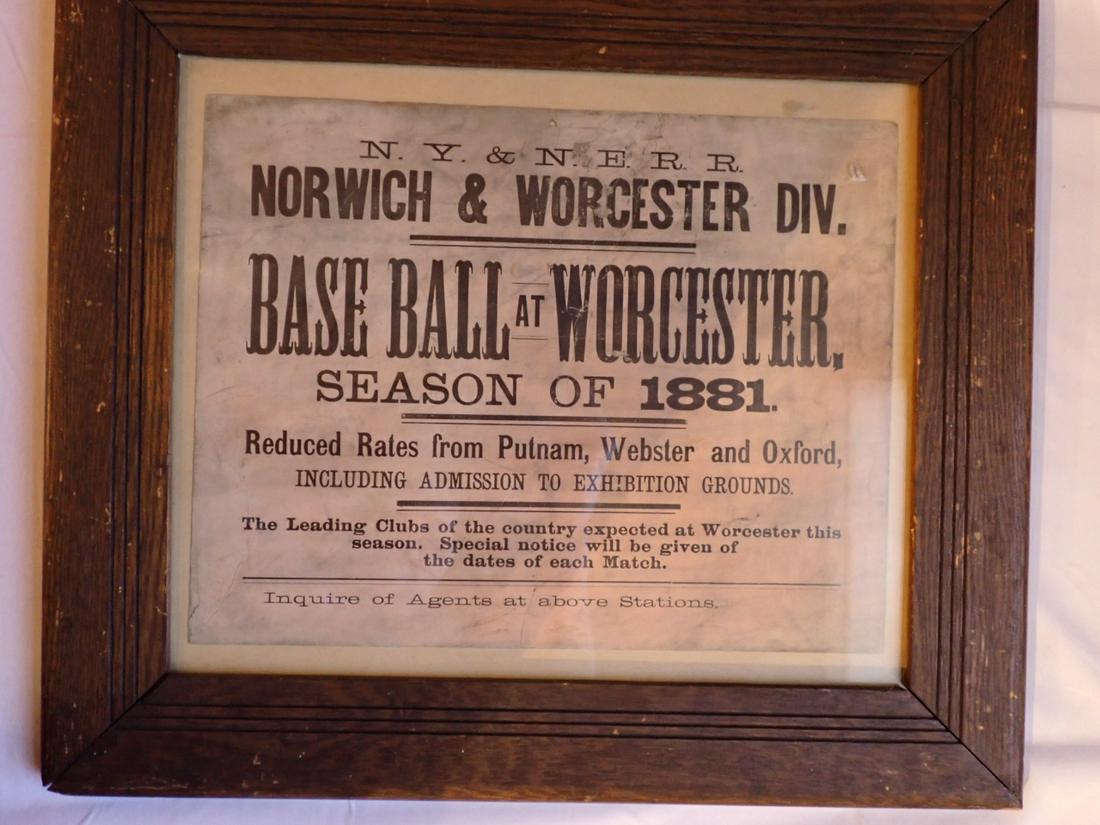 N. Y. & N. E. R. R.
NORWICH & WORCESTER DIV.
BASE BALL AT WORCESTER,
SEASON OF 1881.
Reduced Rates from Putnam, Webster and Oxford,
INCLUDING ADMISSION TO EXHIBITION GROUNDS.
The Leading Clubs of the country expected at Worcester this
season. Special notice will be given of
the dates of each Match.
Inquire of Agents at above Stations.